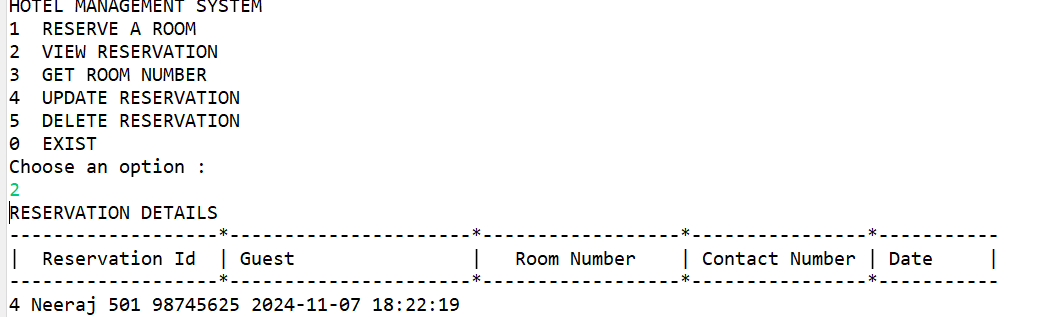 HOTEL MANAGEMENT SYSTEM
1  RESERVE A ROOM
2  VIEW RESERVATION
3  GET ROOM NUMBER
4  UPDATE RESERVATION
5  DELETE RESERVATION
0  EXIST
Choose an option :
2
RESERVATION DETAILS
-------------------*----------------------*------------------*----------------*-----------
|  Reservation Id  | Guest                |   Room Number    | Contact Number | Date     |
-------------------*----------------------*------------------*----------------*-----------
4 Neeraj 501 98745625 2024-11-07 18:22:19